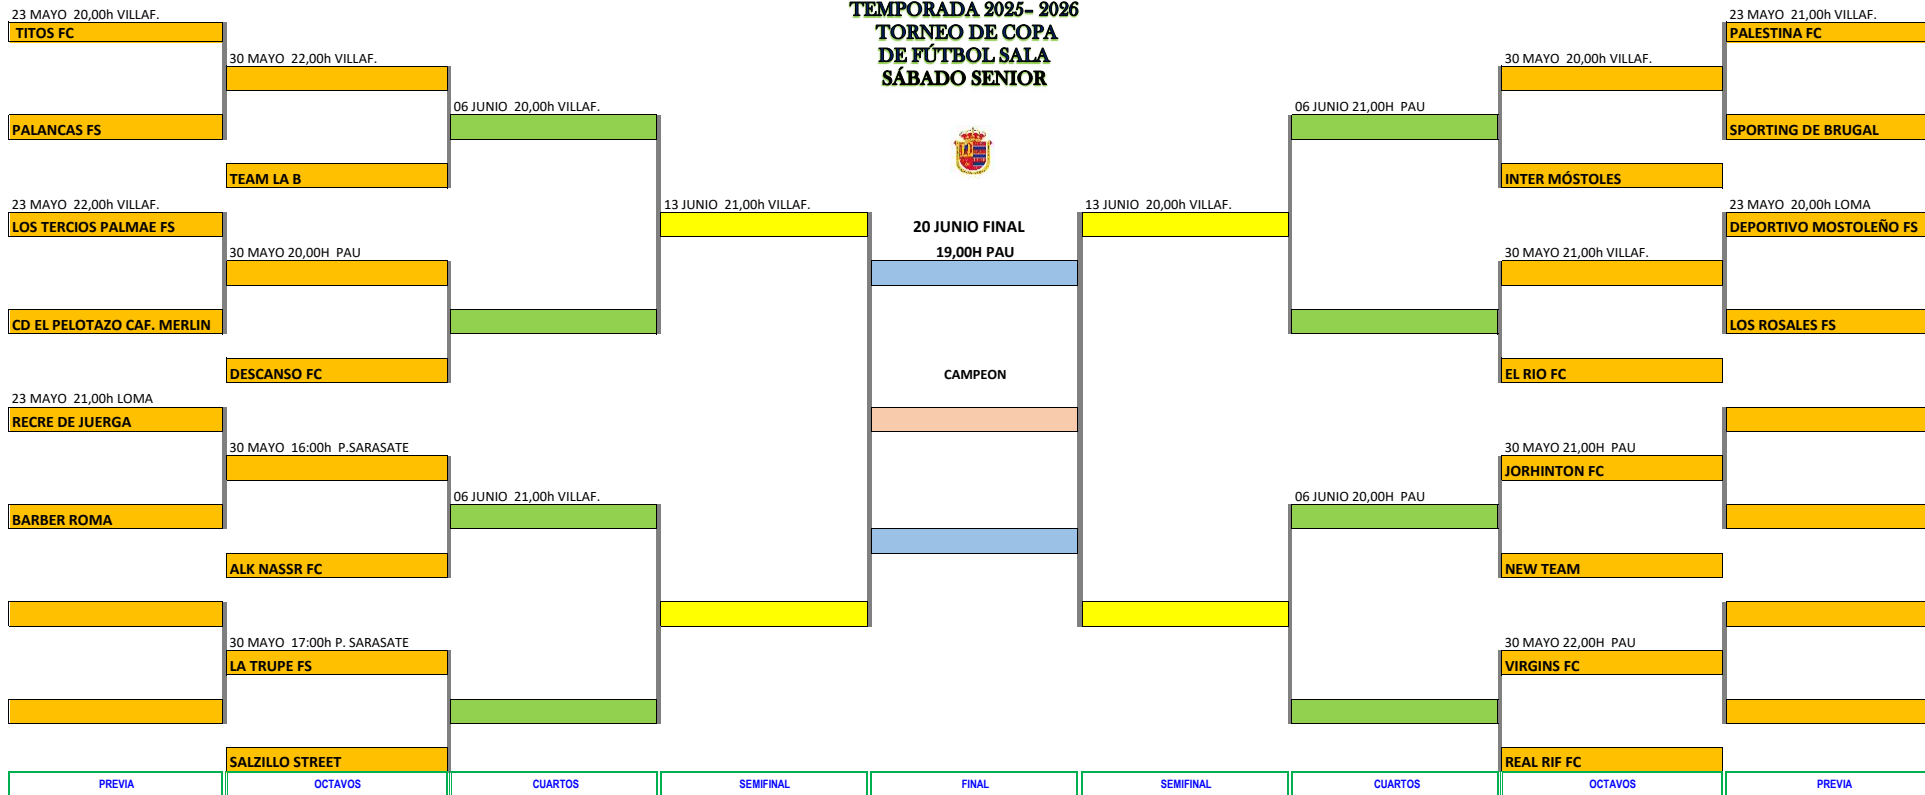 TEMPORADA 2025- 2026
TORNEO DE COPA
DE FÚTBOL SALA
SÁBADO SENIOR
23 MAYO 20,00h VILLAF.
TITOS FC
PALANCAS FS
23 MAYO 22,00h VILLAF.
LOS TERCIOS PALMAE FS
CD EL PELOTAZO CAF. MERLIN
23 MAYO 21,00h LOMA
RECRE DE JUERGA
BARBER ROMA
PREVIA
30 MAYO 22,00h VILLAF.
TEAM LA B
30 MAYO 20,00H PAU
DESCANSO FC
30 MAYO 16:00h P.SARASATE
ALK NASSR FC
30 MAYO 17:00h P. SARASATE
LA TRUPE FS
SALZILLO STREET
OCTAVOS
06 JUNIO 20,00h VILLAF.
06 JUNIO 21,00h VILLAF.
CUARTOS
13 JUNIO 21,00h VILLAF.
SEMIFINAL
20 JUNIO FINAL
19,00H PAU
CAMPEON
FINAL
13 JUNIO 20,00h VILLAF.
SEMIFINAL
06 JUNIO 21,00H PAU
06 JUNIO 20,00H PAU
CUARTOS
30 MAYO 20,00h VILLAF.
INTER MÓSTOLES
30 MAYO 21,00h VILLAF.
EL RIO FC
30 MAYO 21,00H PAU
JORHINTON FC
NEW TEAM
30 MAYO 22,00H PAU
VIRGINS FC
REAL RIF FC
OCTAVOS
23 MAYO 21,00h VILLAF.
PALESTINA FC
SPORTING DE BRUGAL
23 MAYO 20,00h LOMA
DEPORTIVO MOSTOLEÑO FS
LOS ROSALES FS
PREVIA